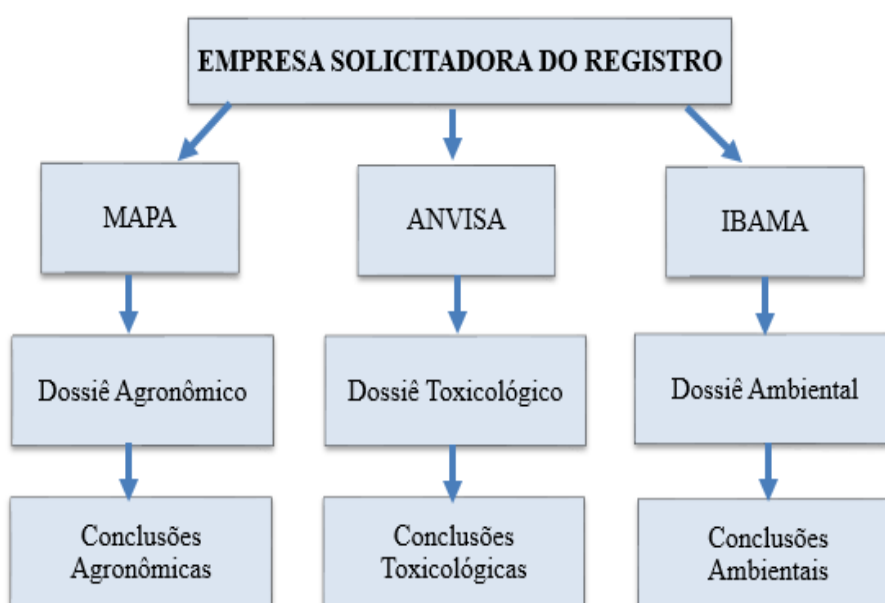 EMPRESA SOLICITADORA DO REGISTRO
MAPA
ANVISA
IBAMA
Dossiê Agronômico
Dossiê Toxicológico
Dossiê Ambiental
Conclusões
Agronômicas
Conclusões
Toxicológicas
Conclusões
Ambientais